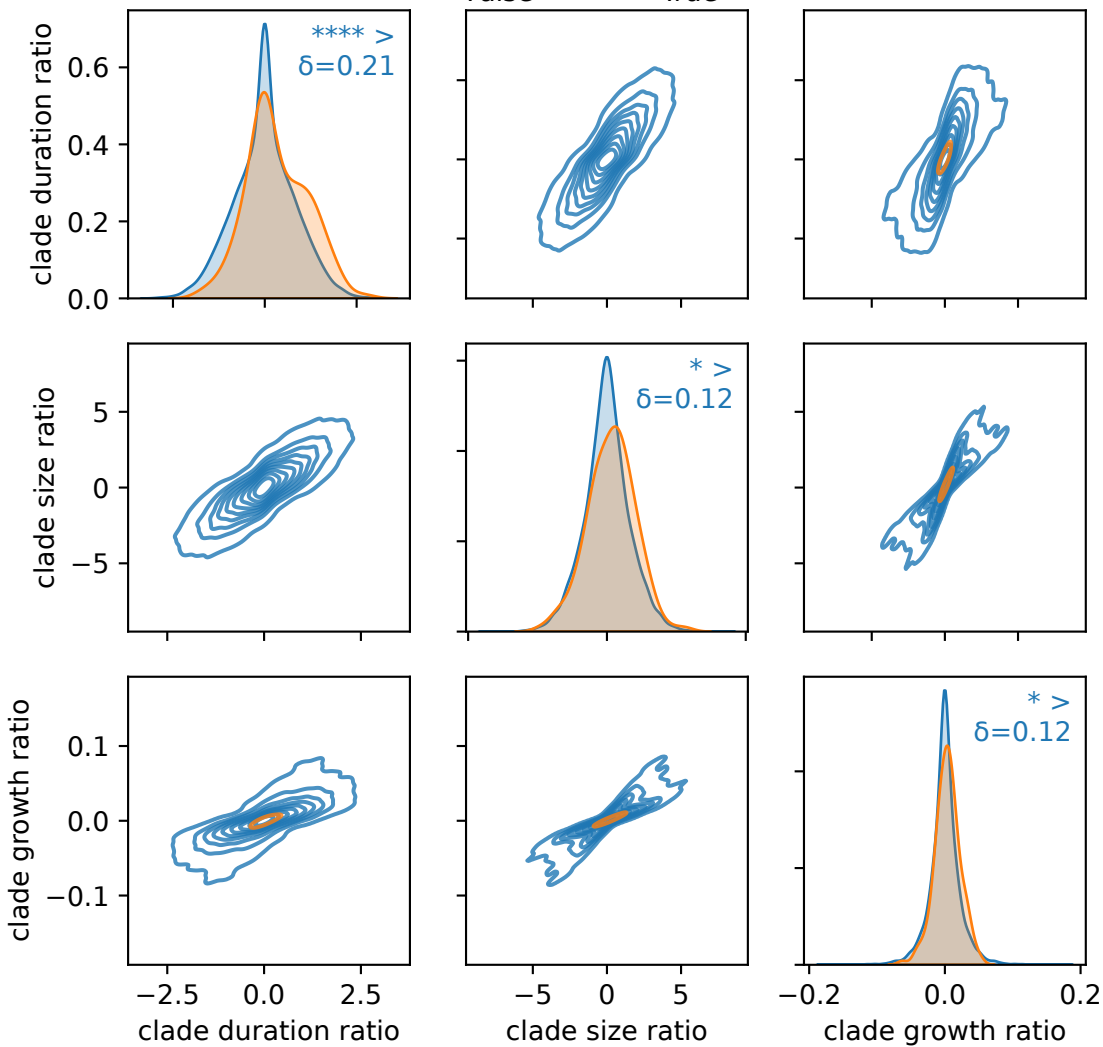 **** >
δ=0.21
clade duration ratio
0.6
0.4
0.2
0.0
* >
δ=0.12
clade size ratio
5
0
−5
* >
δ=0.12
clade growth ratio
0.1
0.0
−0.1
−2.5 0.0 2.5
−5 0 5
−0.2 0.0 0.2
clade duration ratio
clade size ratio
clade growth ratio